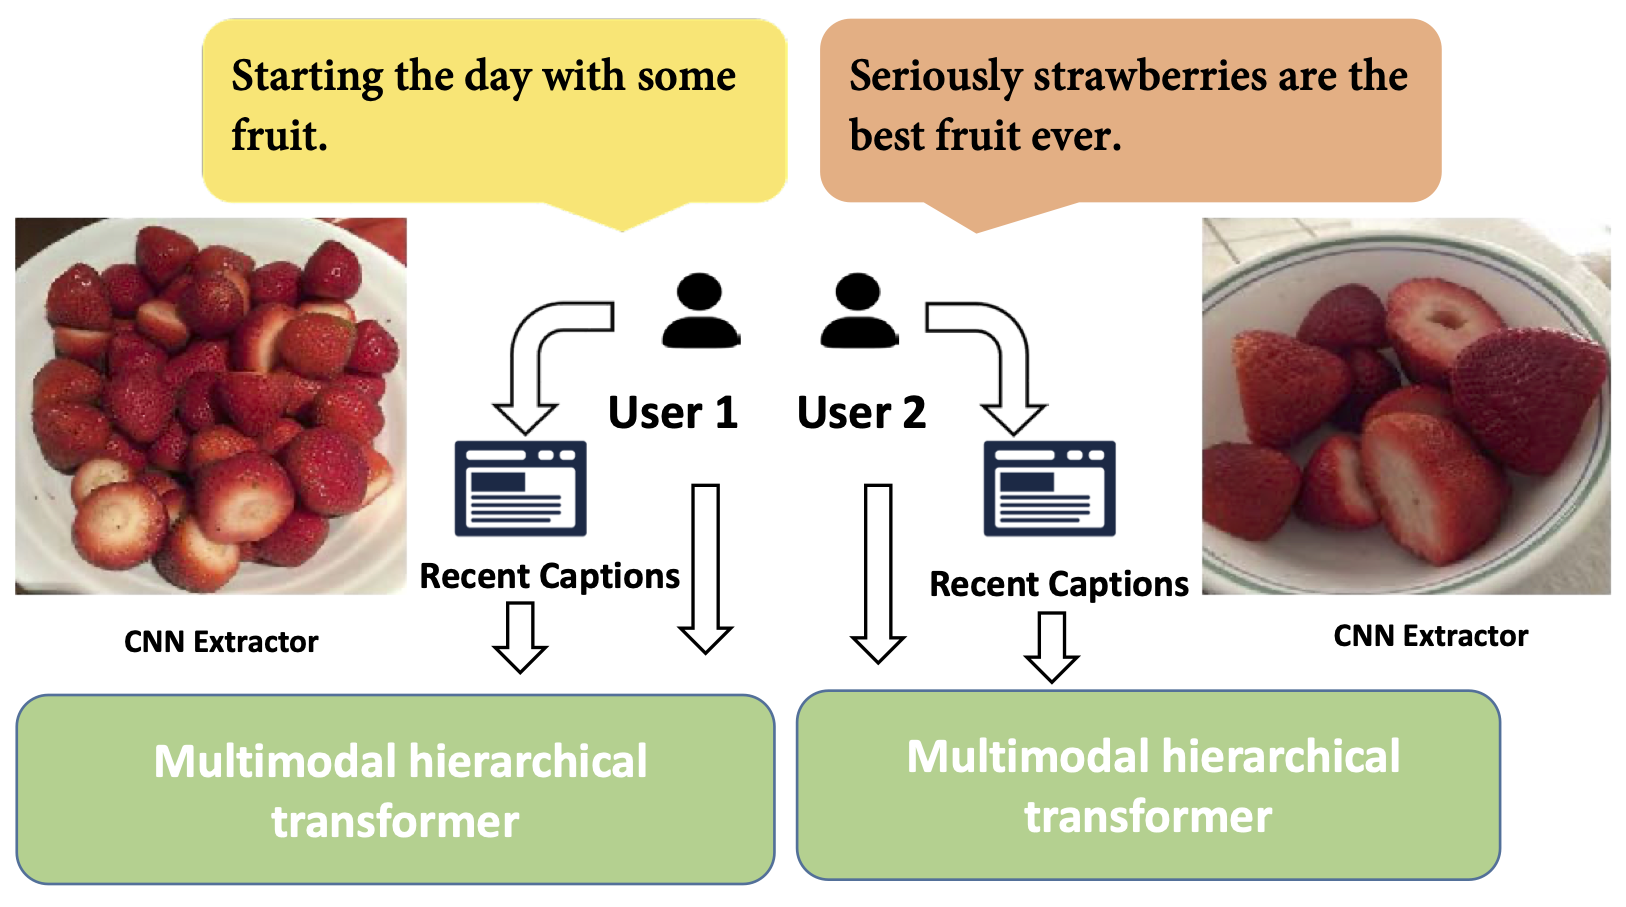 Starting the day with some
fruit.
Seriously strawberries are the
best fruit ever.
User 1
User 2
Recent Captions
Recent Captions
CNN Extractor
CNN Extractor
Multimodal hierarchical
transformer
Multimodal hierarchical
transformer